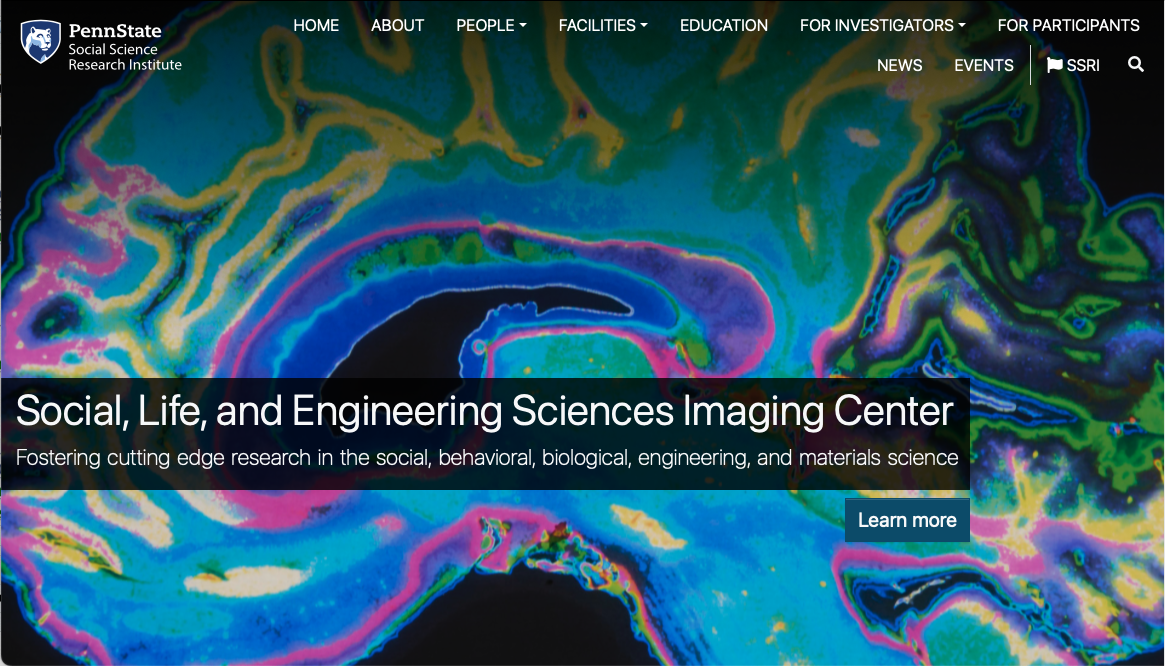 PennState
Social Science
Research Institute
HOME ABOUT PEOPLE FACILITIES EDUCATION FOR INVESTIGATORS FOR PARTICIPANTS
NEWS EVENTS SSRI
Social, Life, and Engineering Sciences Imaging Center
Fostering cutting edge research in the social, behavioral, biological, engineering, and materials science
Learn more